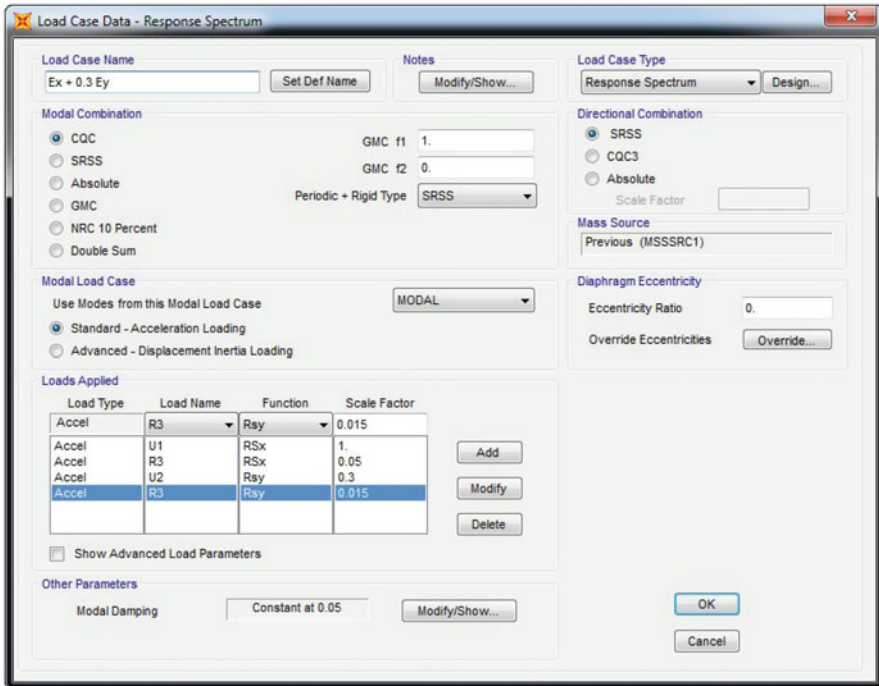 Load Case Data - Response Spectrum
Load Case Name
Ex + 0.3 Ey
Set Def Name
Notes
Modify/Show...
Load Case Type
Response Spectrum
Design...
Modal Combination
CQC
SRSS
Absolute
GMC
NRC 10 Percent
Double Sum
GMC f1 1.
GMC f2 0.
Periodic + Rigid Type SRSS
Directional Combination
SRSS
CQC3
Absolute
Scale Factor
Mass Source
Previous (MSSSRC1)
Modal Load Case
Use Modes from this Modal Load Case MODAL
Standard - Acceleration Loading
Advanced - Displacement Inertia Loading
Diaphragm Eccentricity
Eccentricity Ratio 0.
Override Eccentricities Override...
Loads Applied
Load Type Load Name Function Scale Factor
Accel R3 Rsy 0.015
Accel U1 RSx 1.
Accel R3 RSx 0.05
Accel U2 Rsy 0.3
Accel R3 Rsy 0.015
Add
Modify
Delete
Show Advanced Load Parameters
Other Parameters
Modal Damping Constant at 0.05 Modify/Show...
OK
Cancel